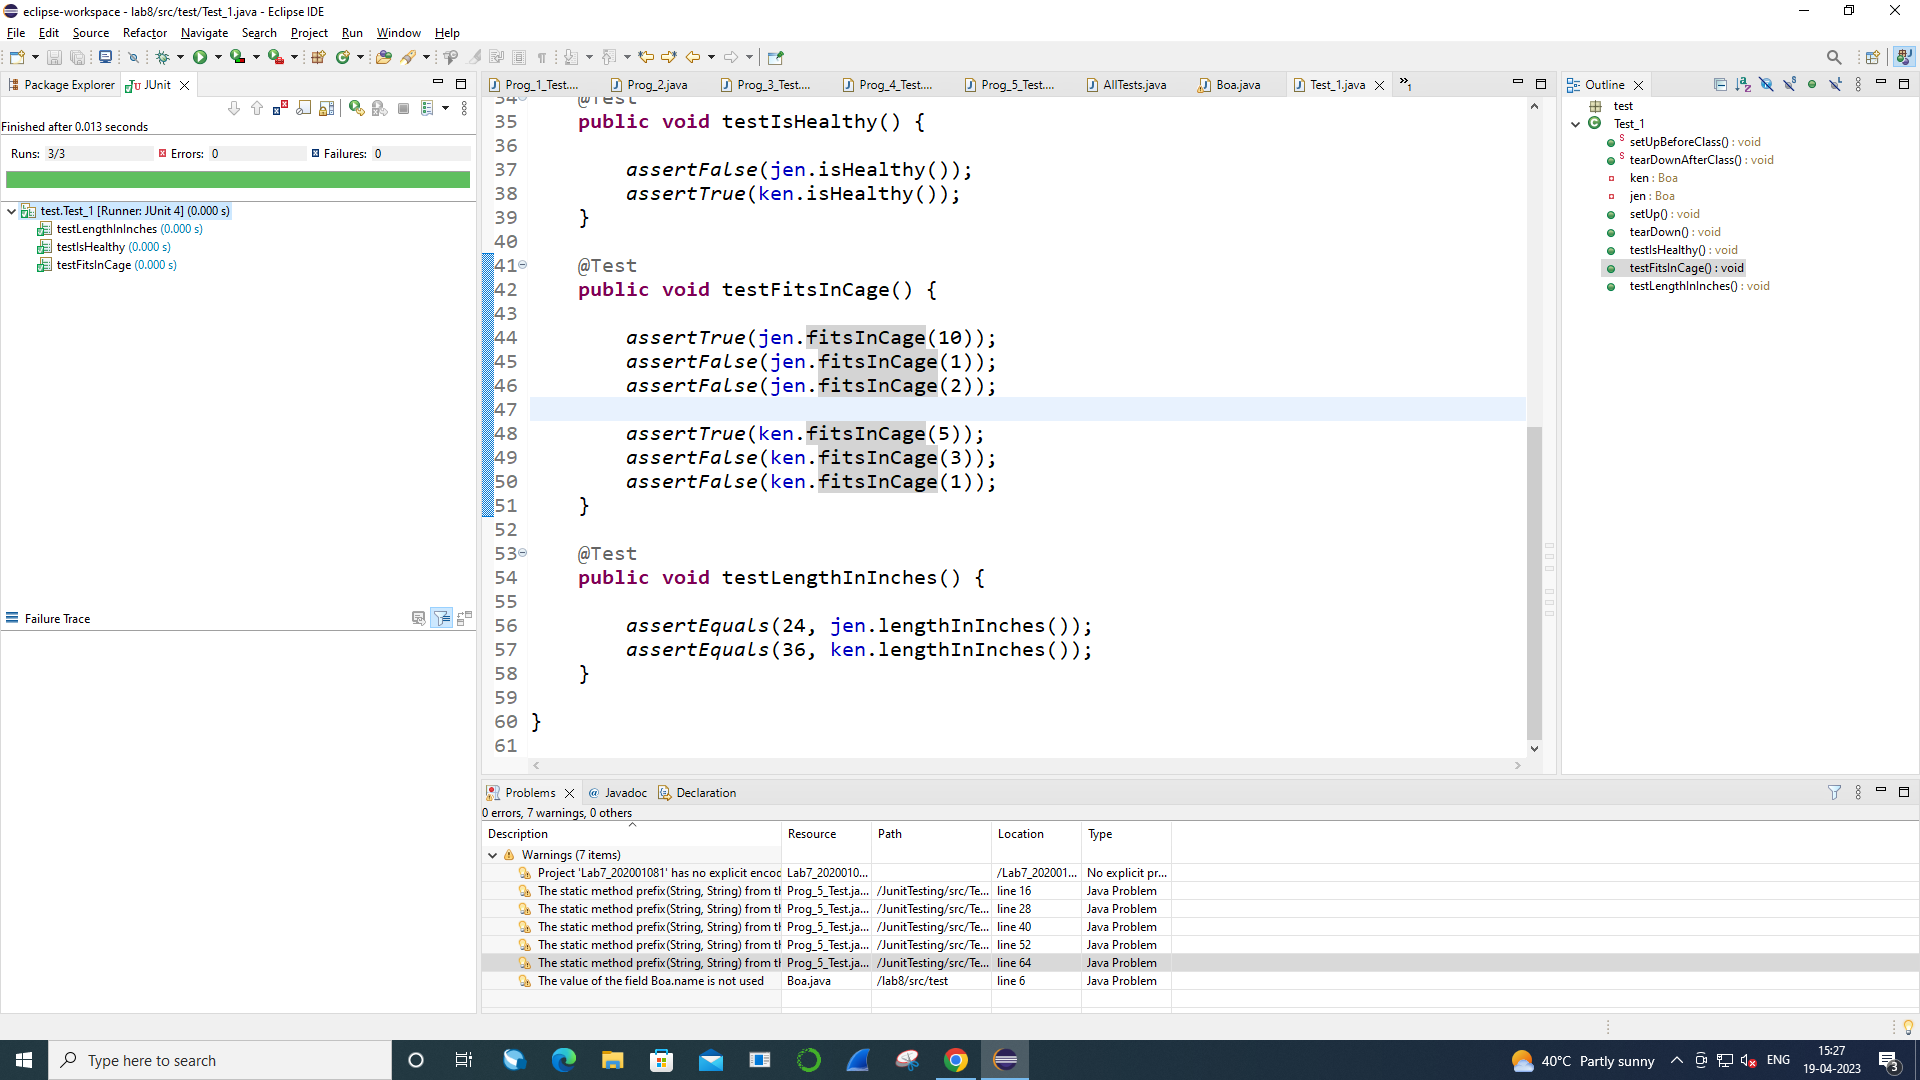 eclipse-workspace - lab8/src/test/Test_1.java - Eclipse IDE
File Edit Source Refactor Navigate Search Project Run Window Help
Package Explorer JUnit
Finished after 0.013 seconds
Runs: 3/3 Errors: 0 Failures: 0
test.Test_1 [Runner: JUnit 4] (0.000 s)
testLengthInInches (0.000 s)
testIsHealthy (0.000 s)
testFitsInCage (0.000 s)
Failure Trace
Prog_1_Test.... Prog_2.java Prog_3_Test.... Prog_4_Test.... Prog_5_Test.... AllTests.java Boa.java Test_1.java »1
34 @Test
35 public void testIsHealthy() {
36
37 assertFalse(jen.isHealthy());
38 assertTrue(ken.isHealthy());
39 }
40
41 @Test
42 public void testFitsInCage() {
43
44 assertTrue(jen.fitsInCage(10));
45 assertFalse(jen.fitsInCage(1));
46 assertFalse(jen.fitsInCage(2));
47
48 assertTrue(ken.fitsInCage(5));
49 assertFalse(ken.fitsInCage(3));
50 assertFalse(ken.fitsInCage(1));
51 }
52
53 @Test
54 public void testLengthInInches() {
55
56 assertEquals(24, jen.lengthInInches());
57 assertEquals(36, ken.lengthInInches());
58 }
59
60 }
61
Outline
test
Test_1
setUpBeforeClass() : void
tearDownAfterClass() : void
ken : Boa
jen : Boa
setUp() : void
tearDown() : void
testIsHealthy() : void
testFitsInCage() : void
testLengthInInches() : void
Problems @ Javadoc Declaration
0 errors, 7 warnings, 0 others
Description Resource Path Location Type
Warnings (7 items)
Project 'Lab7_202001081' has no explicit encod Lab7_2020010... /Lab7_202001... No explicit pr...
The static method prefix(String, String) from th Prog_5_Test.ja... /JunitTesting/src/Te... line 16 Java Problem
The static method prefix(String, String) from th Prog_5_Test.ja... /JunitTesting/src/Te... line 28 Java Problem
The static method prefix(String, String) from th Prog_5_Test.ja... /JunitTesting/src/Te... line 40 Java Problem
The static method prefix(String, String) from th Prog_5_Test.ja... /JunitTesting/src/Te... line 52 Java Problem
The static method prefix(String, String) from th Prog_5_Test.ja... /JunitTesting/src/Te... line 64 Java Problem
The value of the field Boa.name is not used Boa.java /lab8/src/test line 6 Java Problem
Type here to search
40°C Partly sunny
ENG
15:27
19-04-2023
3